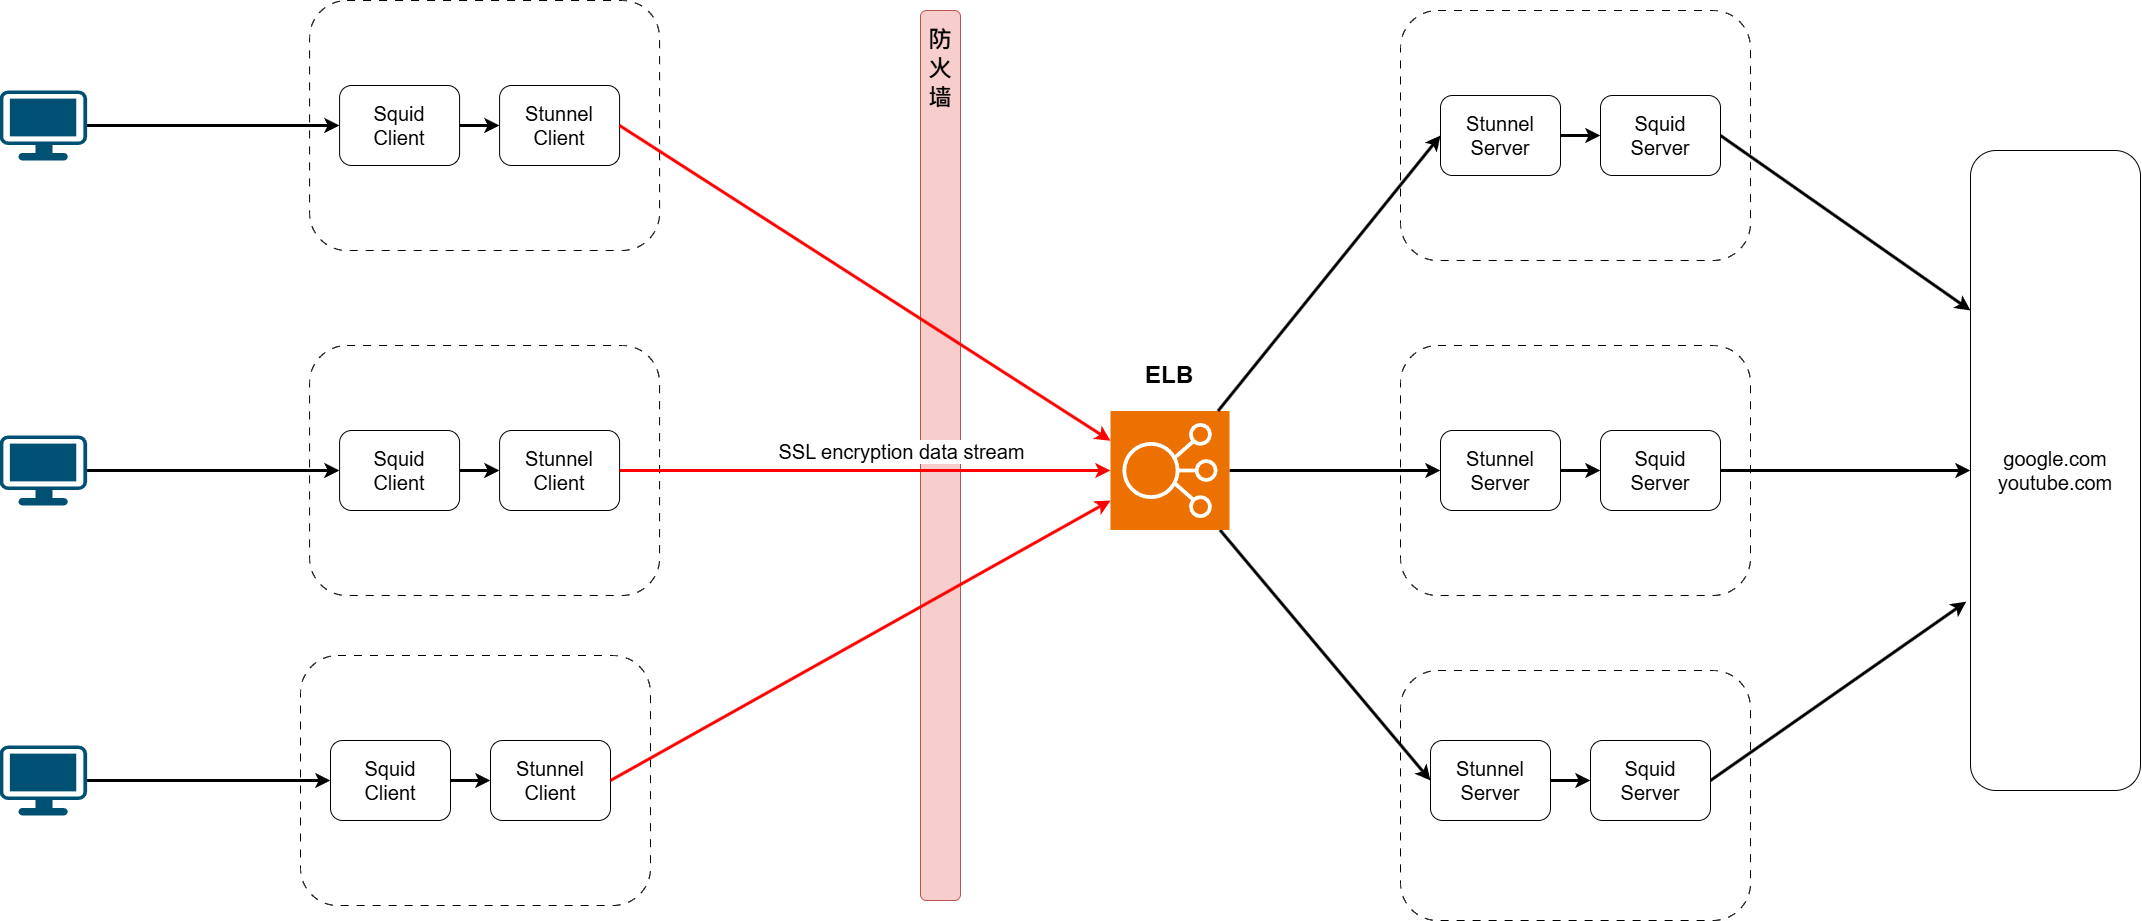 防
火
墙
Squid
Client
Stunnel
Client
Stunnel
Server
Squid
Server
ELB
SSL encryption data stream
Squid
Client
Stunnel
Client
Stunnel
Server
Squid
Server
google.com
youtube.com
Squid
Client
Stunnel
Client
Stunnel
Server
Squid
Server